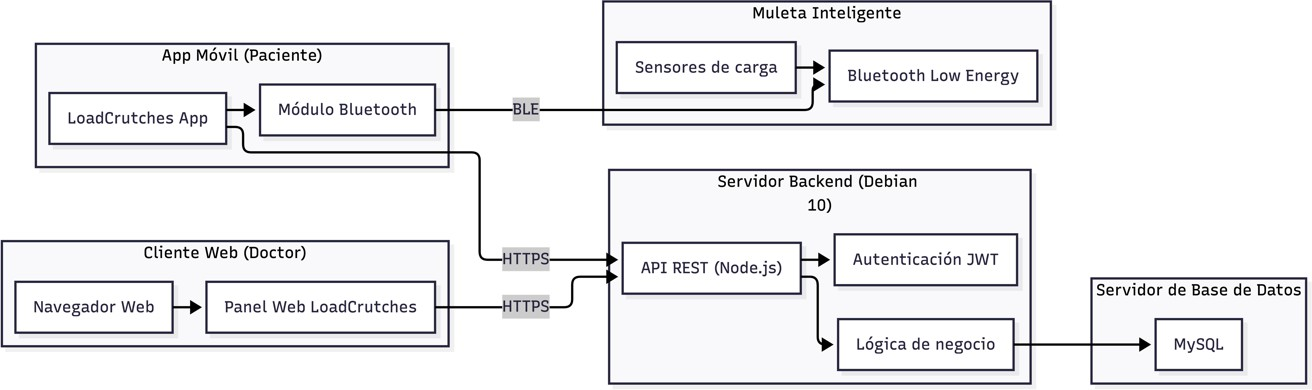 App Móvil (Paciente)
LoadCrutches App
Módulo Bluetooth
BLE
Muleta Inteligente
Sensores de carga
Bluetooth Low Energy
Cliente Web (Doctor)
Navegador Web
Panel Web LoadCrutches
HTTPS
HTTPS
Servidor Backend (Debian
10)
API REST (Node.js)
Autenticación JWT
Lógica de negocio
Servidor de Base de Datos
MySQL